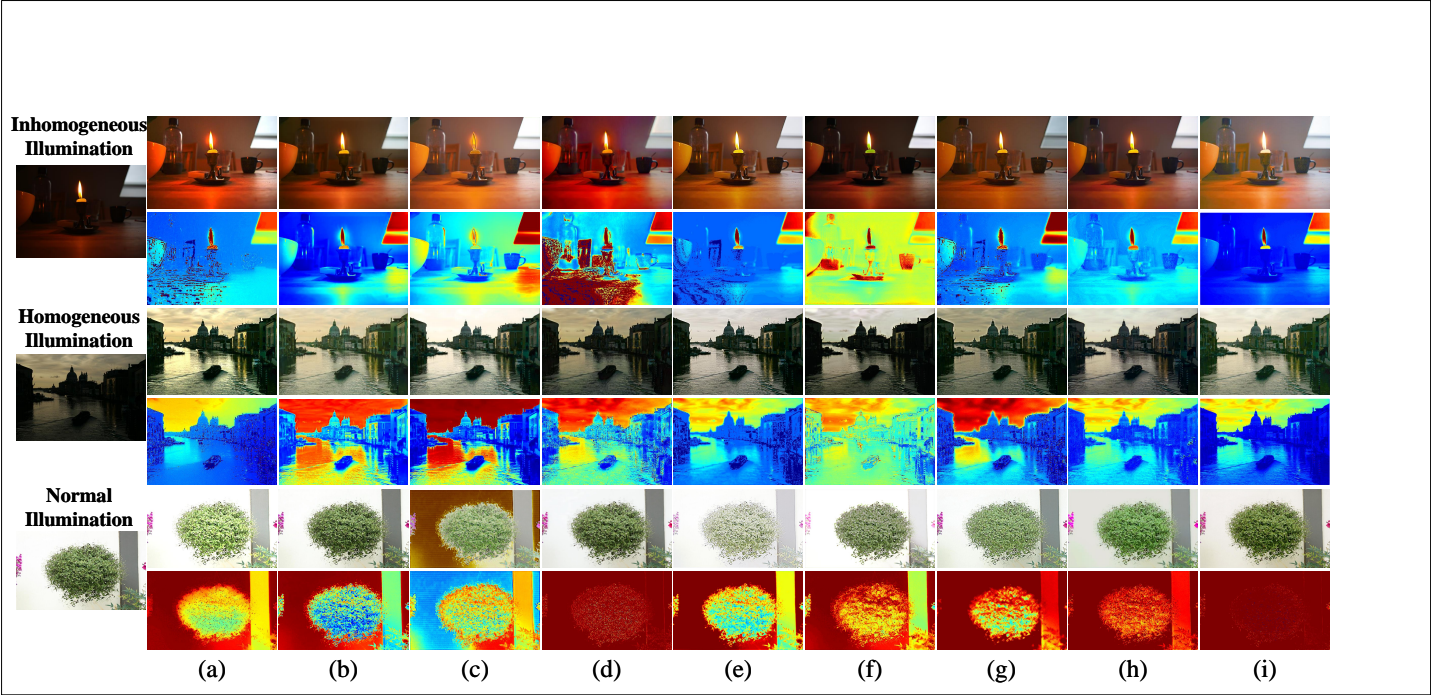 Inhomogeneous
Illumination
Homogeneous
Illumination
Normal
Illumination
(a) (b) (c) (d) (e) (f) (g) (h) (i)